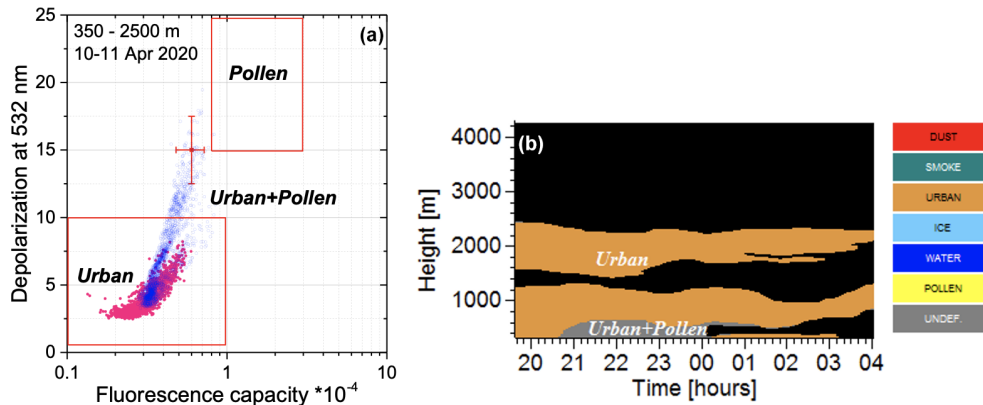 350 - 2500 m
(a)
10-11 Apr 2020
25
20
15
10
5
0
Depolarization at 532 nm
Pollen
Urban+Pollen
Urban
0.1
1
10
Fluorescence capacity *10-4
(b)
4000
3000
2000
1000
Height [m]
Urban
Urban+Pollen
20 21 22 23 00 01 02 03 04
Time [hours]
DUST
SMOKE
URBAN
ICE
WATER
POLLEN
UNDEF.